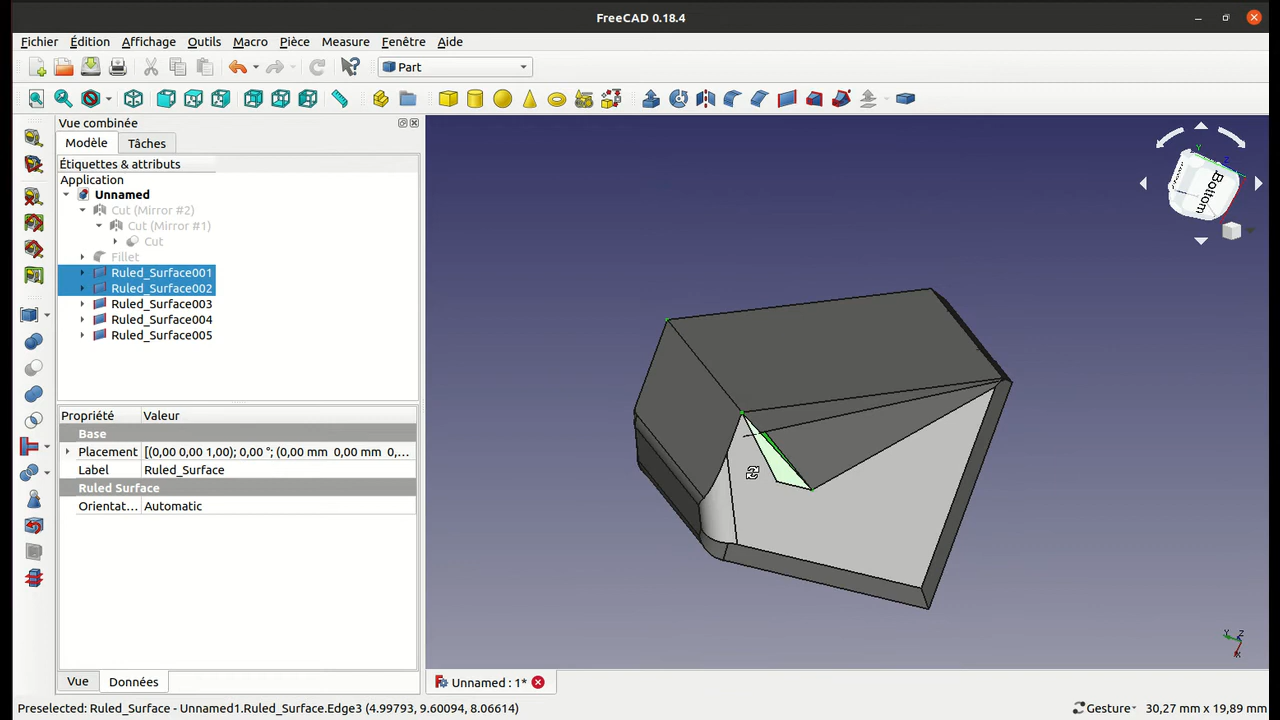 FreeCAD 0.18.4
Fichier Édition Affichage Outils Macro Pièce Measure Fenêtre Aide
Part
Vue combinée
Modèle Tâches
Étiquettes & attributs
Application
Unnamed
Cut (Mirror #2)
Cut (Mirror #1)
Cut
Fillet
Ruled_Surface001
Ruled_Surface002
Ruled_Surface003
Ruled_Surface004
Ruled_Surface005
Propriété Valeur
Base
Placement [(0,00 0,00 1,00); 0,00 °; (0,00 mm 0,00 mm 0,...
Label Ruled_Surface
Ruled Surface
Orientat... Automatic
Bottom
Y
Z
Y Z
X
Vue Données
Unnamed : 1*
Preselected: Ruled_Surface - Unnamed1.Ruled_Surface.Edge3 (4.99793, 9.60094, 8.06614)
Gesture 30,27 mm x 19,89 mm